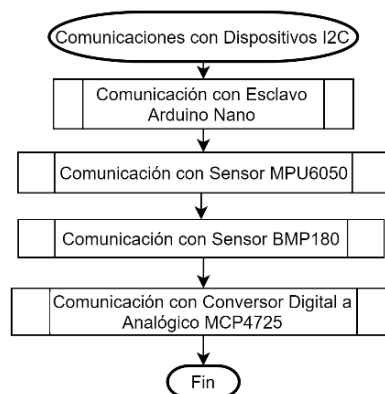 Comunicaciones con Dispositivos I2C
Comunicación con Esclavo
Arduino Nano
Comunicación con Sensor MPU6050
Comunicación con Sensor BMP180
Comunicación con Conversor Digital a
Analógico MCP4725
Fin